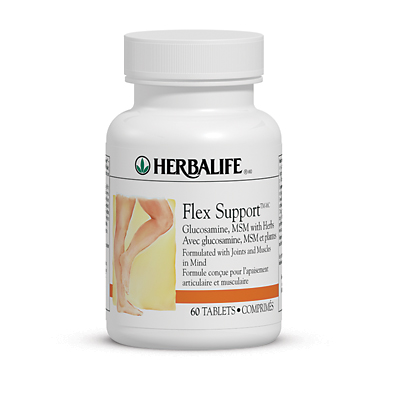 HERBALIFE
Flex Support
Glucosamine, MSM with Herbs
Avec glucosamine, MSM et plantes
Formulated with Joints and Muscles
in Mind
Formule conçue pour l'apaisement
articulaire et musculaire
60 TABLETS • COMPRIMÉS